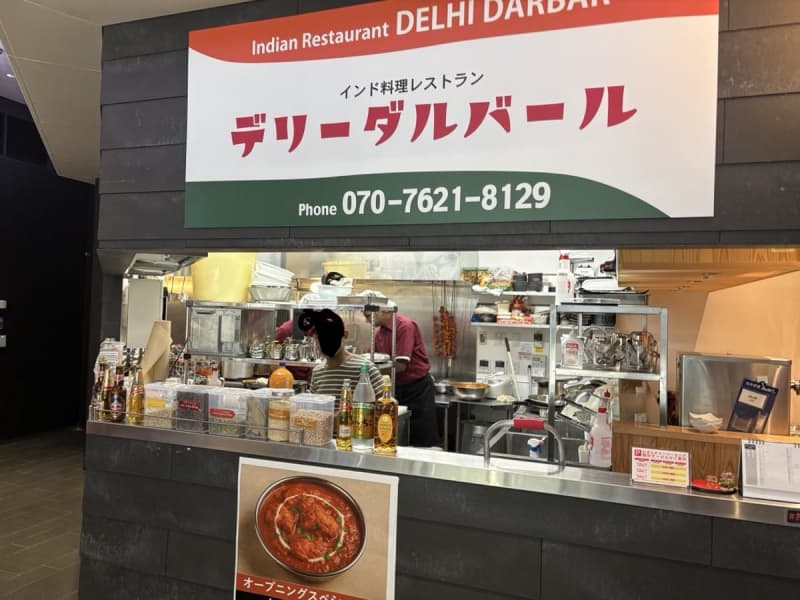 Indian Restaurant DELHI DARBAR
インド料理レストラン
デリーダルバール
Phone 070-7621-8129
オープニングスペシ